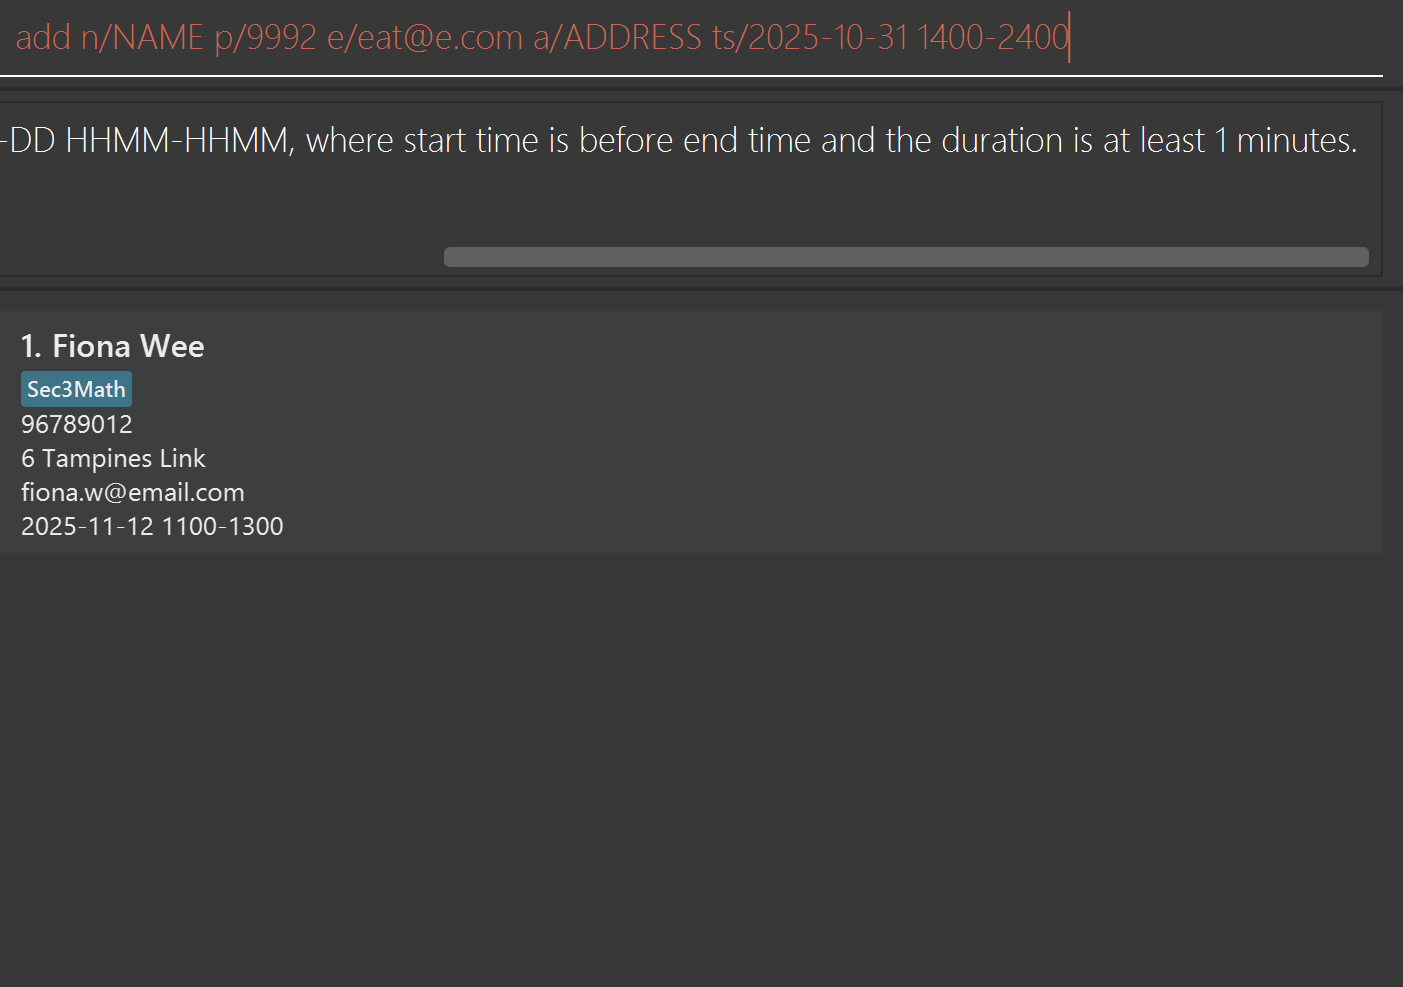 add n/NAME p/9992 e/eat@e.com a/ADDRESS ts/2025-10-31 1400-2400
-DD HHMM-HHMM, where start time is before end time and the duration is at least 1 minutes.
1. Fiona Wee
Sec3Math
96789012
6 Tampines Link
fiona.w@email.com
2025-11-12 1100-1300